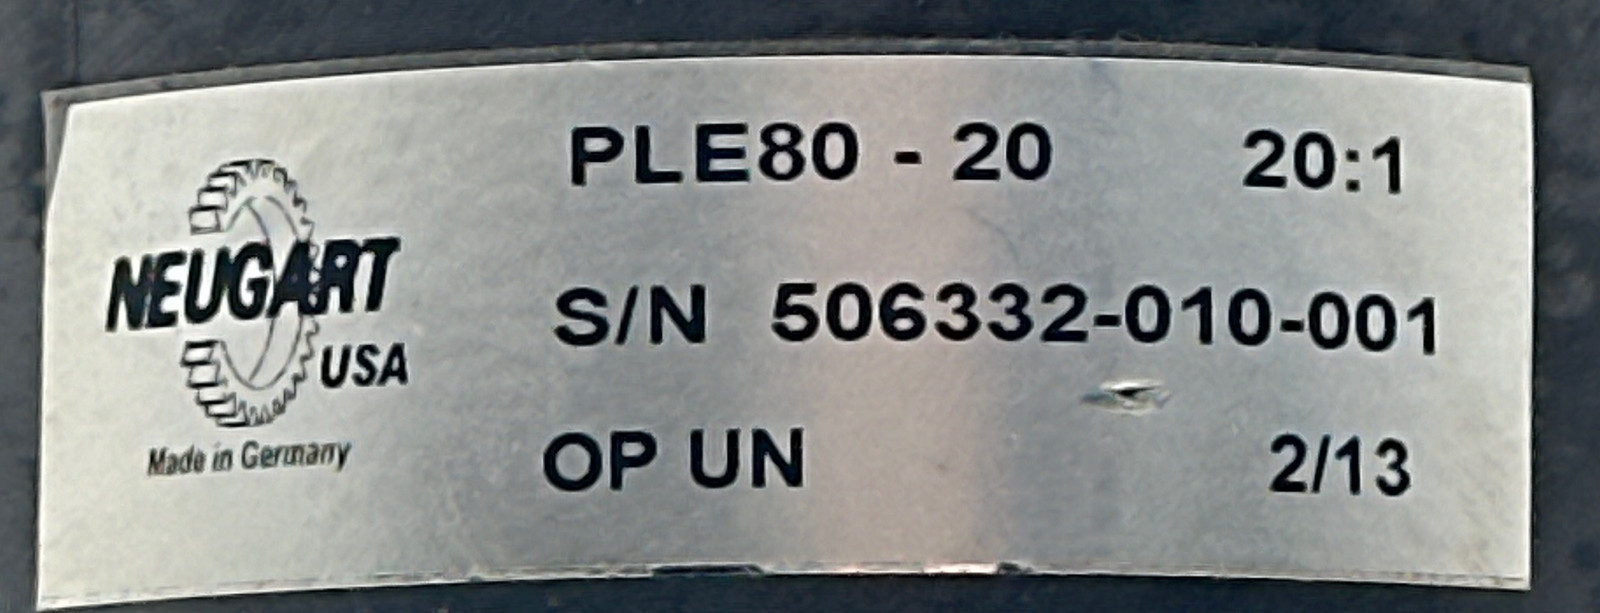 NEUGART
USA
Made in Germany
PLE80 - 20 20:1
S/N 506332-010-001
OP UN 2/13